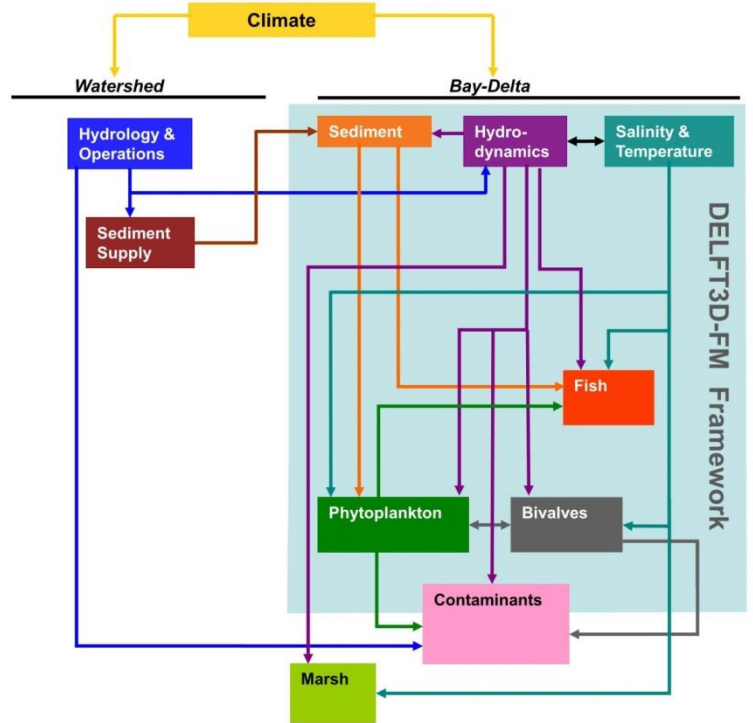 Climate
Watershed
Bay-Delta
Hydrology &
Operations
Sediment
Hydro-
dynamics
Salinity &
Temperature
Sediment
Supply
DELFT3D-FM Framework
Fish
Phytoplankton
Bivalves
Contaminants
Marsh